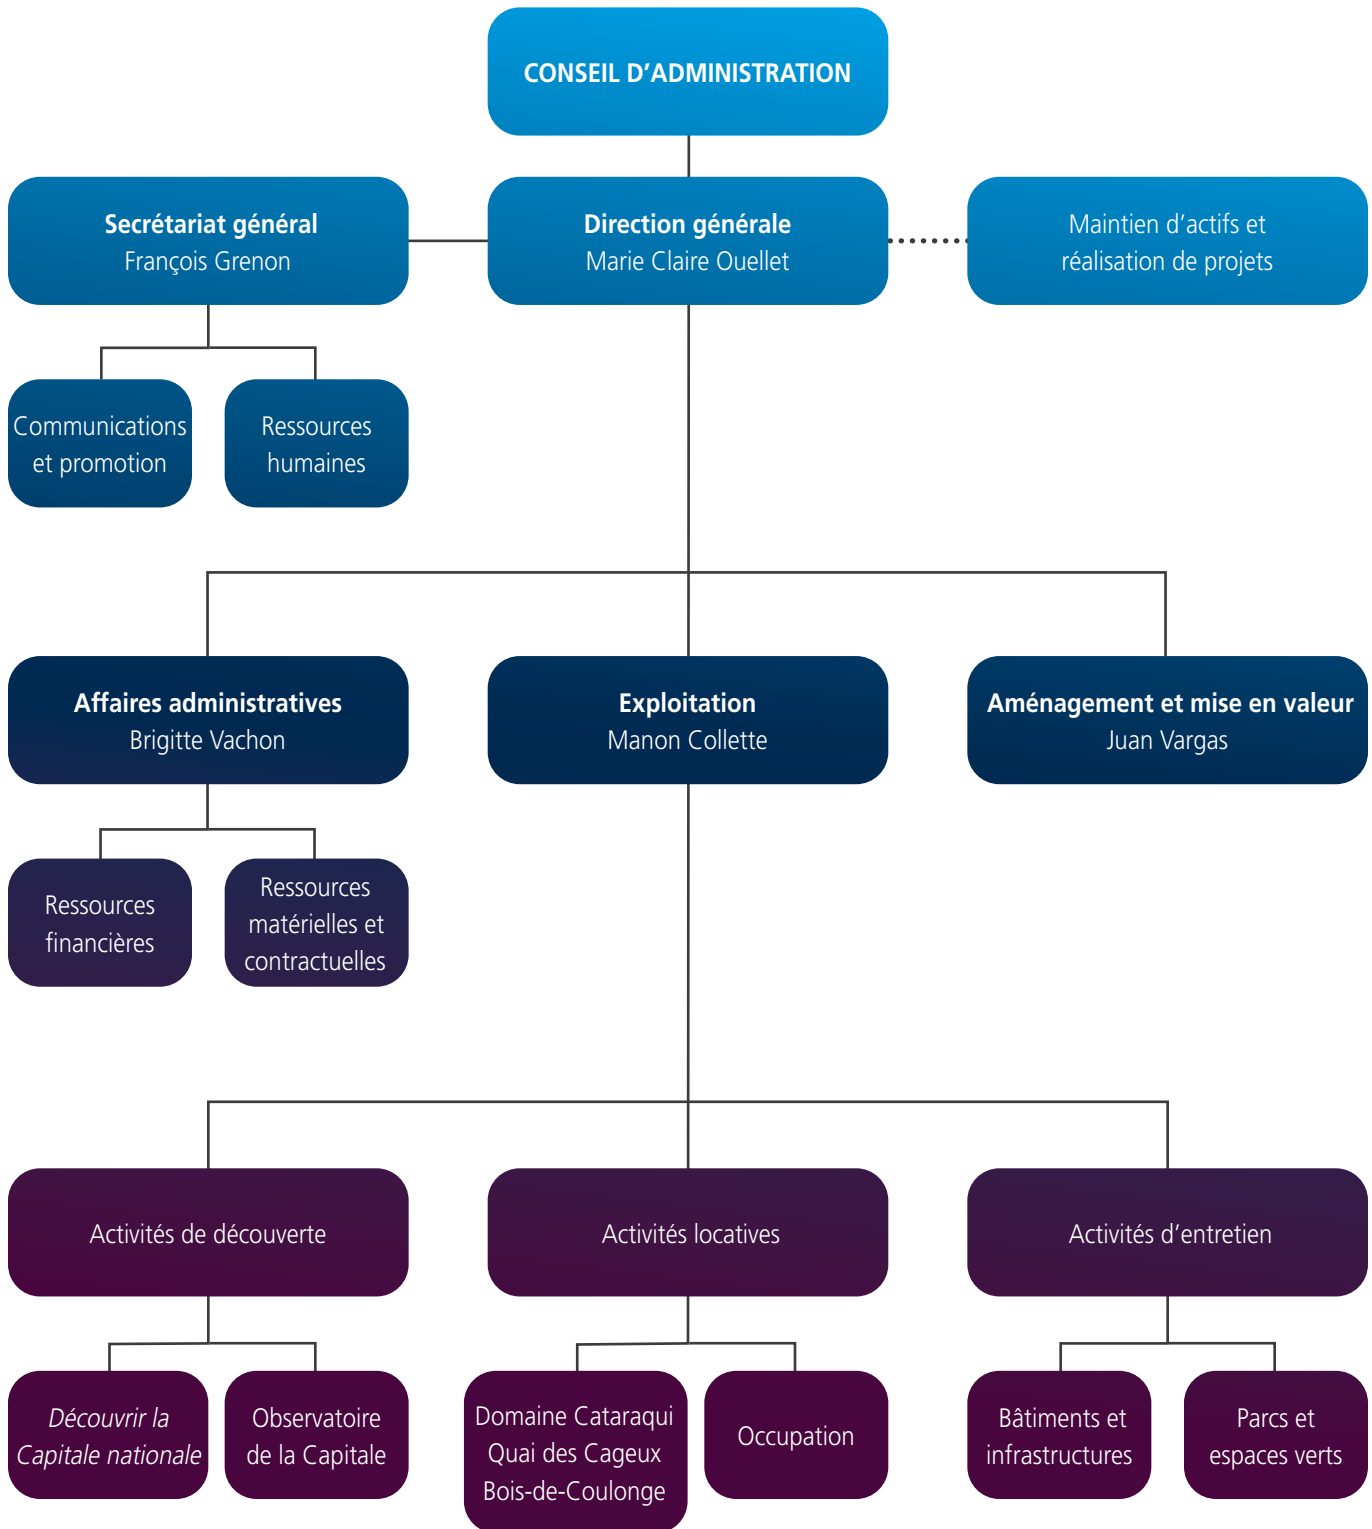 CONSEIL D’ADMINISTRATION
Secrétariat général
François Grenon
Direction générale
Marie Claire Ouellet
Maintien d’actifs et
réalisation de projets
Communications
et promotion
Ressources
humaines
Affaires administratives
Brigitte Vachon
Exploitation
Manon Collette
Aménagement et mise en valeur
Juan Vargas
Ressources
financières
Ressources
matérielles et
contractuelles
Activités de découverte
Activités locatives
Activités d’entretien
Découvrir la
Capitale nationale
Observatoire
de la Capitale
Domaine Cataraqui
Quai des Cageux
Bois-de-Coulonge
Occupation
Bâtiments et
infrastructures
Parcs et
espaces verts